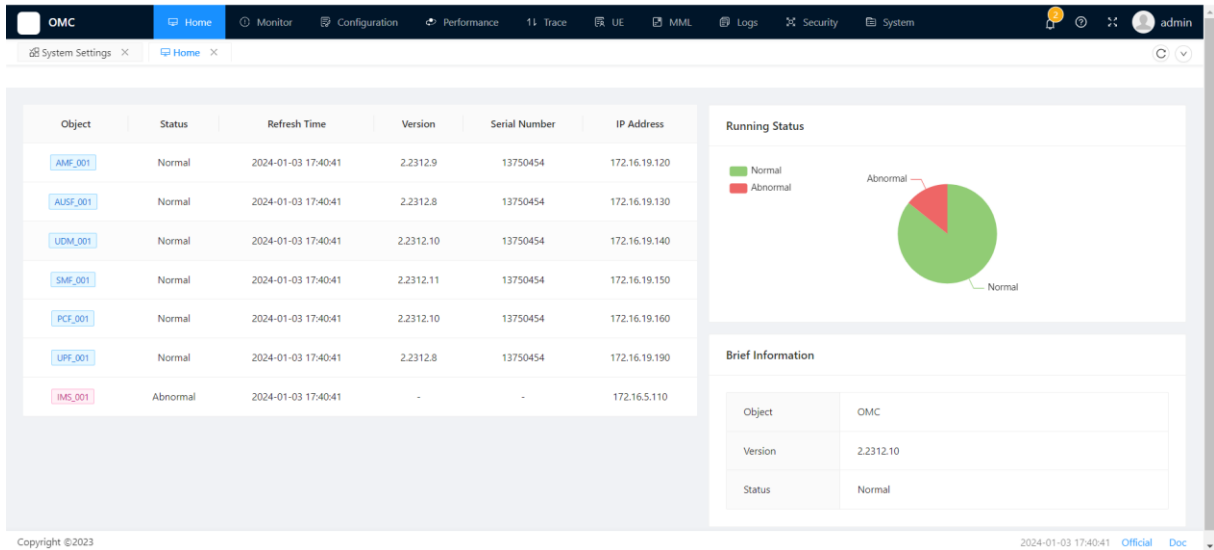 OMC Home Monitor Configuration Performance Trace UE MML Logs Security System 2 admin
System Settings Home
Object Status Refresh Time Version Serial Number IP Address
AMF_001 Normal 2024-01-03 17:40:41 2.2312.9 13750454 172.16.19.120
AUSF_001 Normal 2024-01-03 17:40:41 2.2312.8 13750454 172.16.19.130
UDM_001 Normal 2024-01-03 17:40:41 2.2312.10 13750454 172.16.19.140
SMF_001 Normal 2024-01-03 17:40:41 2.2312.11 13750454 172.16.19.150
PCF_001 Normal 2024-01-03 17:40:41 2.2312.10 13750454 172.16.19.160
UPF_001 Normal 2024-01-03 17:40:41 2.2312.8 13750454 172.16.19.190
IMS_001 Abnormal 2024-01-03 17:40:41 - - 172.16.5.110
Running Status
Normal
Abnormal
Abnormal
Normal
Brief Information
Object OMC
Version 2.2312.10
Status Normal
Copyright ©2023 2024-01-03 17:40:41 Official Doc